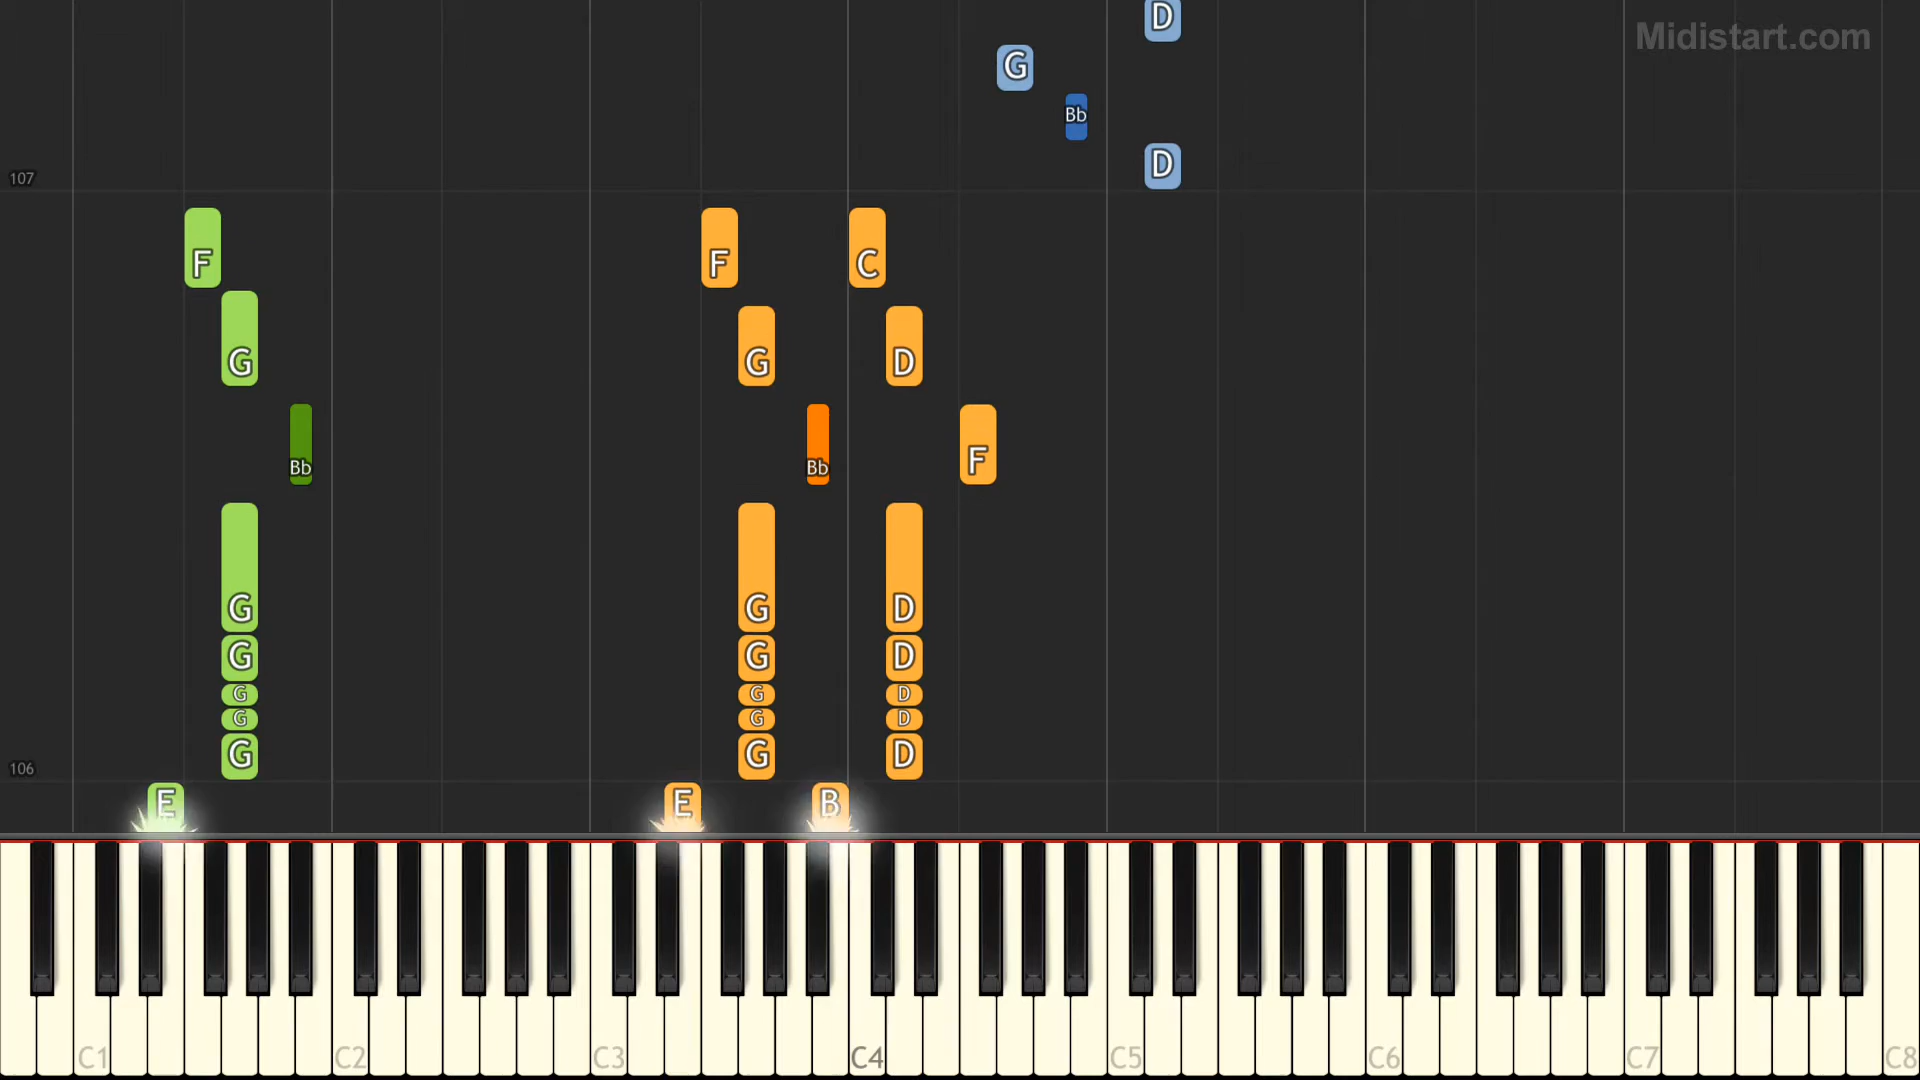 D
Midistart.com
G
Bb
D
107
F F C
G G D
Bb Bb F
G G D
G G D
G G D
G G D
G G D
106
E E B
C1 C2 C3 C4 C5 C6 C7 C8